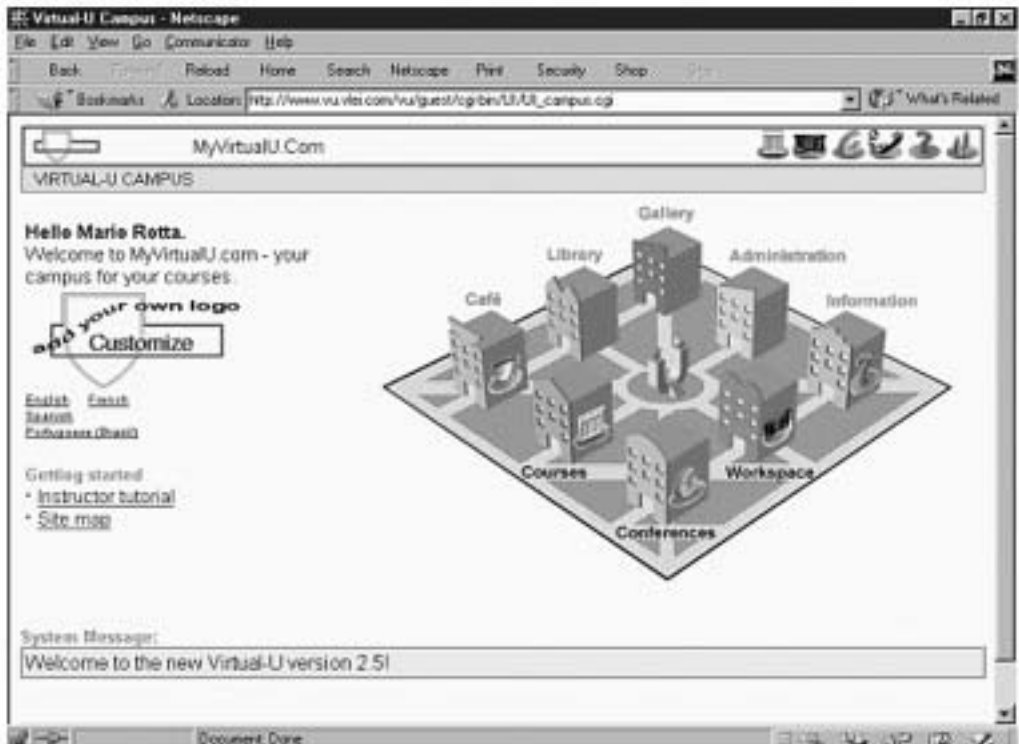 Virtual-U Campus - Netscape
File Edit View Go Communicator Help
Back Forward Reload Home Search Netscape Print Security Shop Stop
Bookmarks Location: http://www.vu.vlei.com/vu/guest/cgi-bin/UI/UI_campus.cgi What's Related
MyVirtualU.Com
VIRTUAL-U CAMPUS
Hello Mario Rotta.
Welcome to MyVirtualU.com - your
campus for your courses.
add your own logo
Customize
English French
Spanish
Portuguese (Brazil)
Getting started
• Instructor tutorial
• Site map
Gallery
Library
Administration
Café
Information
Courses
Workspace
Conferences
System Message:
Welcome to the new Virtual-U version 2.5!
Document: Done